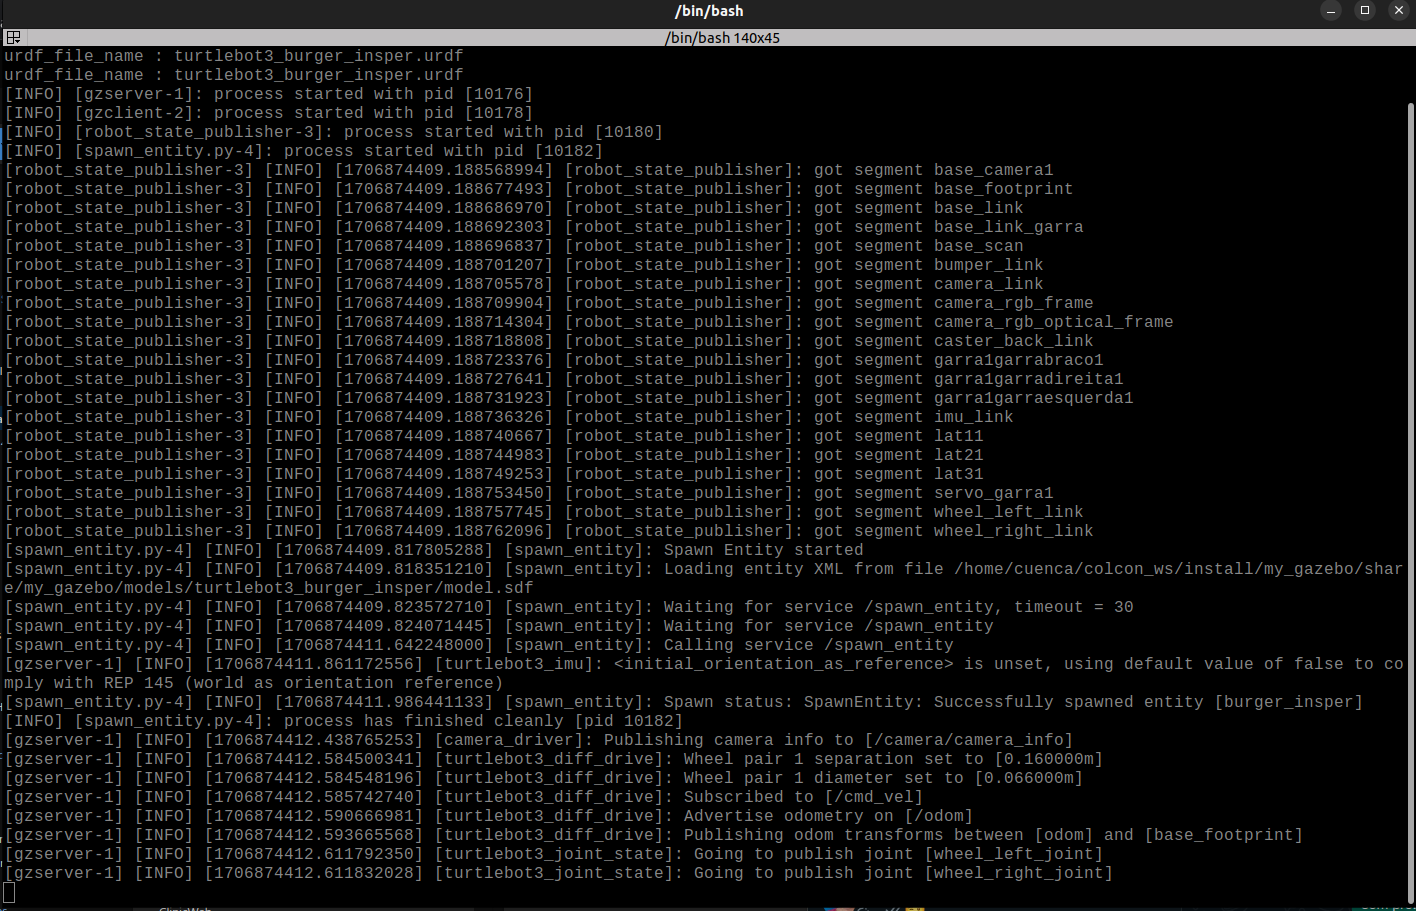 /bin/bash
/bin/bash 140x45
urdf_file_name : turtlebot3_burger_insper.urdf
urdf_file_name : turtlebot3_burger_insper.urdf
[INFO] [gzserver-1]: process started with pid [10176]
[INFO] [gzclient-2]: process started with pid [10178]
[INFO] [robot_state_publisher-3]: process started with pid [10180]
[INFO] [spawn_entity.py-4]: process started with pid [10182]
[robot_state_publisher-3] [INFO] [1706874409.188568994] [robot_state_publisher]: got segment base_camera1
[robot_state_publisher-3] [INFO] [1706874409.188677493] [robot_state_publisher]: got segment base_footprint
[robot_state_publisher-3] [INFO] [1706874409.188686970] [robot_state_publisher]: got segment base_link
[robot_state_publisher-3] [INFO] [1706874409.188692303] [robot_state_publisher]: got segment base_link_garra
[robot_state_publisher-3] [INFO] [1706874409.188696837] [robot_state_publisher]: got segment base_scan
[robot_state_publisher-3] [INFO] [1706874409.188701207] [robot_state_publisher]: got segment bumper_link
[robot_state_publisher-3] [INFO] [1706874409.188705578] [robot_state_publisher]: got segment camera_link
[robot_state_publisher-3] [INFO] [1706874409.188709904] [robot_state_publisher]: got segment camera_rgb_frame
[robot_state_publisher-3] [INFO] [1706874409.188714304] [robot_state_publisher]: got segment camera_rgb_optical_frame
[robot_state_publisher-3] [INFO] [1706874409.188718808] [robot_state_publisher]: got segment caster_back_link
[robot_state_publisher-3] [INFO] [1706874409.188723376] [robot_state_publisher]: got segment garra1garrabraco1
[robot_state_publisher-3] [INFO] [1706874409.188727641] [robot_state_publisher]: got segment garra1garradireita1
[robot_state_publisher-3] [INFO] [1706874409.188731923] [robot_state_publisher]: got segment garra1garraesquerda1
[robot_state_publisher-3] [INFO] [1706874409.188736326] [robot_state_publisher]: got segment imu_link
[robot_state_publisher-3] [INFO] [1706874409.188740667] [robot_state_publisher]: got segment lat11
[robot_state_publisher-3] [INFO] [1706874409.188744983] [robot_state_publisher]: got segment lat21
[robot_state_publisher-3] [INFO] [1706874409.188749253] [robot_state_publisher]: got segment lat31
[robot_state_publisher-3] [INFO] [1706874409.188753450] [robot_state_publisher]: got segment servo_garra1
[robot_state_publisher-3] [INFO] [1706874409.188757745] [robot_state_publisher]: got segment wheel_left_link
[robot_state_publisher-3] [INFO] [1706874409.188762096] [robot_state_publisher]: got segment wheel_right_link
[spawn_entity.py-4] [INFO] [1706874409.817805288] [spawn_entity]: Spawn Entity started
[spawn_entity.py-4] [INFO] [1706874409.818351210] [spawn_entity]: Loading entity XML from file /home/cuenca/colcon_ws/install/my_gazebo/shar
e/my_gazebo/models/turtlebot3_burger_insper/model.sdf
[spawn_entity.py-4] [INFO] [1706874409.823572710] [spawn_entity]: Waiting for service /spawn_entity, timeout = 30
[spawn_entity.py-4] [INFO] [1706874409.824071445] [spawn_entity]: Waiting for service /spawn_entity
[spawn_entity.py-4] [INFO] [1706874411.642248000] [spawn_entity]: Calling service /spawn_entity
[gzserver-1] [INFO] [1706874411.861172556] [turtlebot3_imu]: <initial_orientation_as_reference> is unset, using default value of false to co
mply with REP 145 (world as orientation reference)
[spawn_entity.py-4] [INFO] [1706874411.986441133] [spawn_entity]: Spawn status: SpawnEntity: Successfully spawned entity [burger_insper]
[INFO] [spawn_entity.py-4]: process has finished cleanly [pid 10182]
[gzserver-1] [INFO] [1706874412.438765253] [camera_driver]: Publishing camera info to [/camera/camera_info]
[gzserver-1] [INFO] [1706874412.584500341] [turtlebot3_diff_drive]: Wheel pair 1 separation set to [0.160000m]
[gzserver-1] [INFO] [1706874412.584548196] [turtlebot3_diff_drive]: Wheel pair 1 diameter set to [0.066000m]
[gzserver-1] [INFO] [1706874412.585742740] [turtlebot3_diff_drive]: Subscribed to [/cmd_vel]
[gzserver-1] [INFO] [1706874412.590666981] [turtlebot3_diff_drive]: Advertise odometry on [/odom]
[gzserver-1] [INFO] [1706874412.593665568] [turtlebot3_diff_drive]: Publishing odom transforms between [odom] and [base_footprint]
[gzserver-1] [INFO] [1706874412.611792350] [turtlebot3_joint_state]: Going to publish joint [wheel_left_joint]
[gzserver-1] [INFO] [1706874412.611832028] [turtlebot3_joint_state]: Going to publish joint [wheel_right_joint]